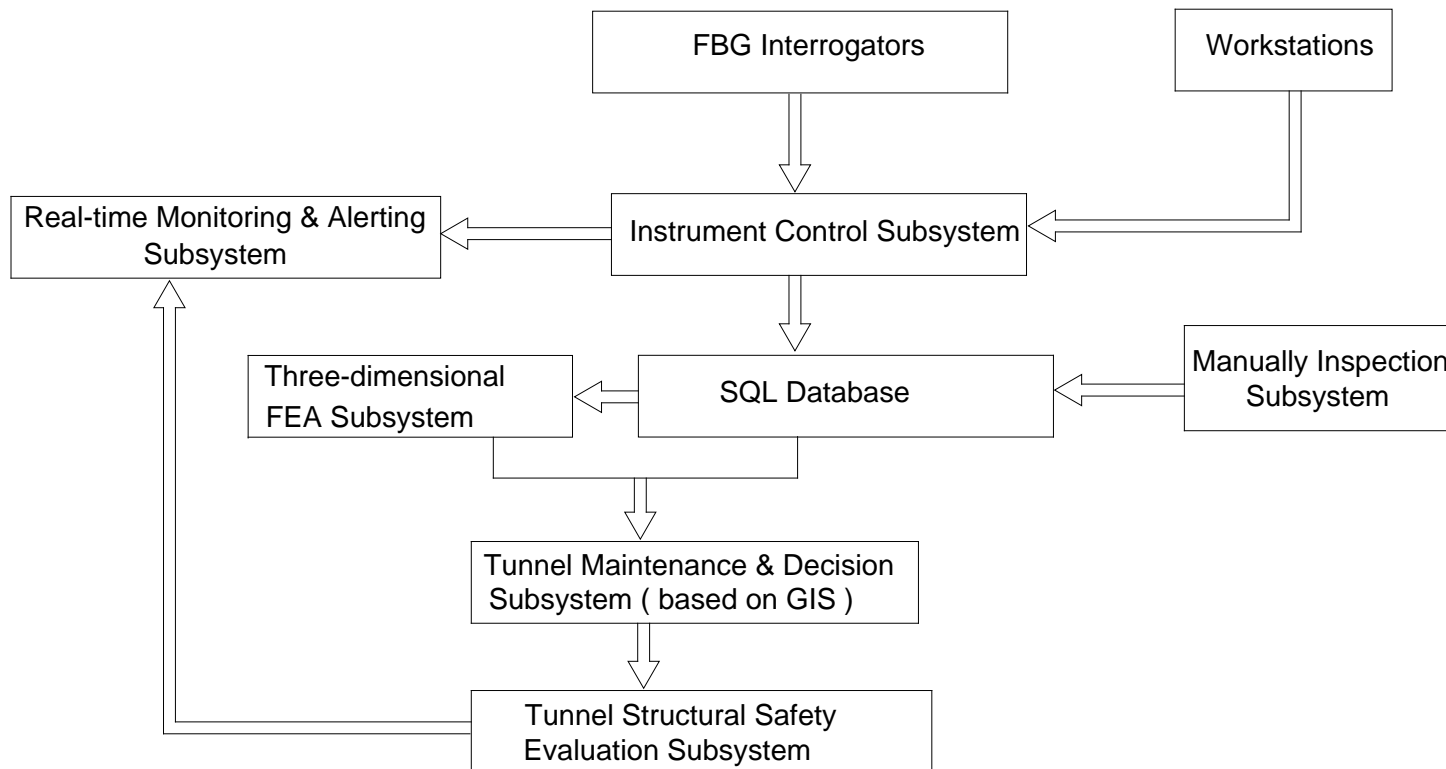 FBG Interrogators
Workstations
Real-time Monitoring & Alerting
Subsystem
Instrument Control Subsystem
Three-dimensional
FEA Subsystem
SQL Database
Manually Inspection
Subsystem
Tunnel Maintenance & Decision
Subsystem ( based on GIS )
Tunnel Structural Safety
Evaluation Subsystem